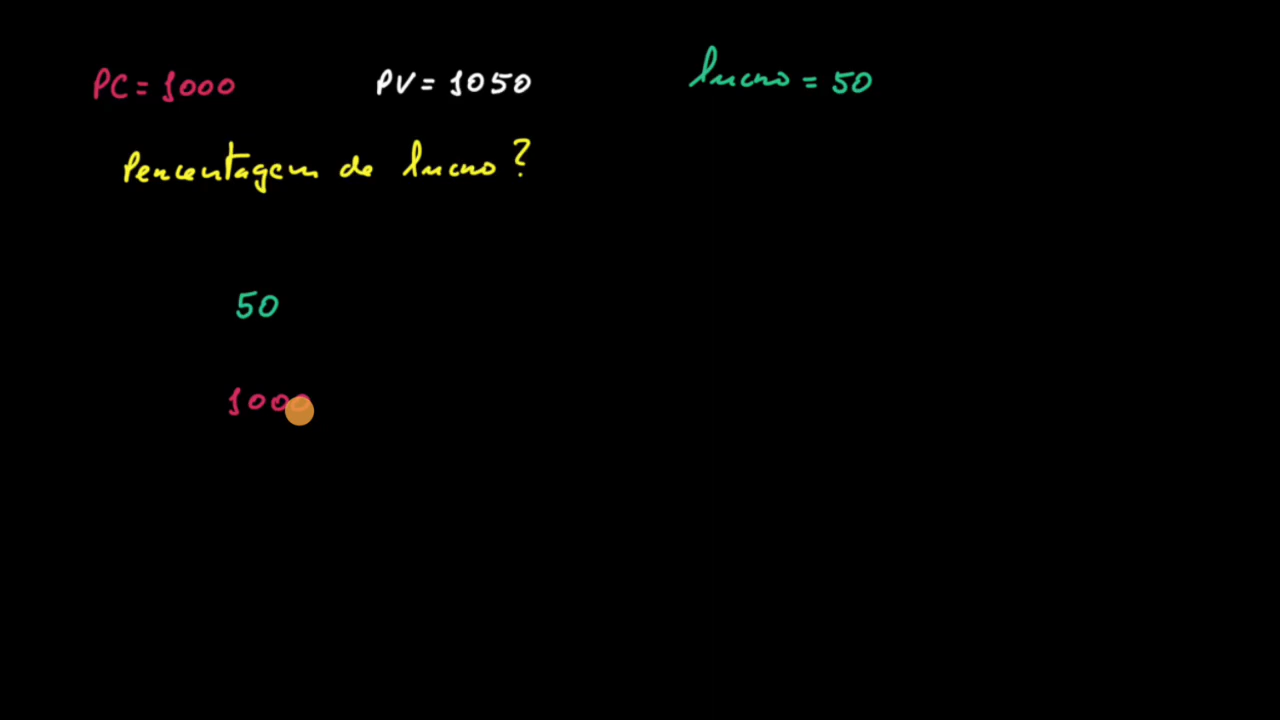 PC = 1000 PV = 1050 lucro = 50
Percentagem de lucro ?
50
1000